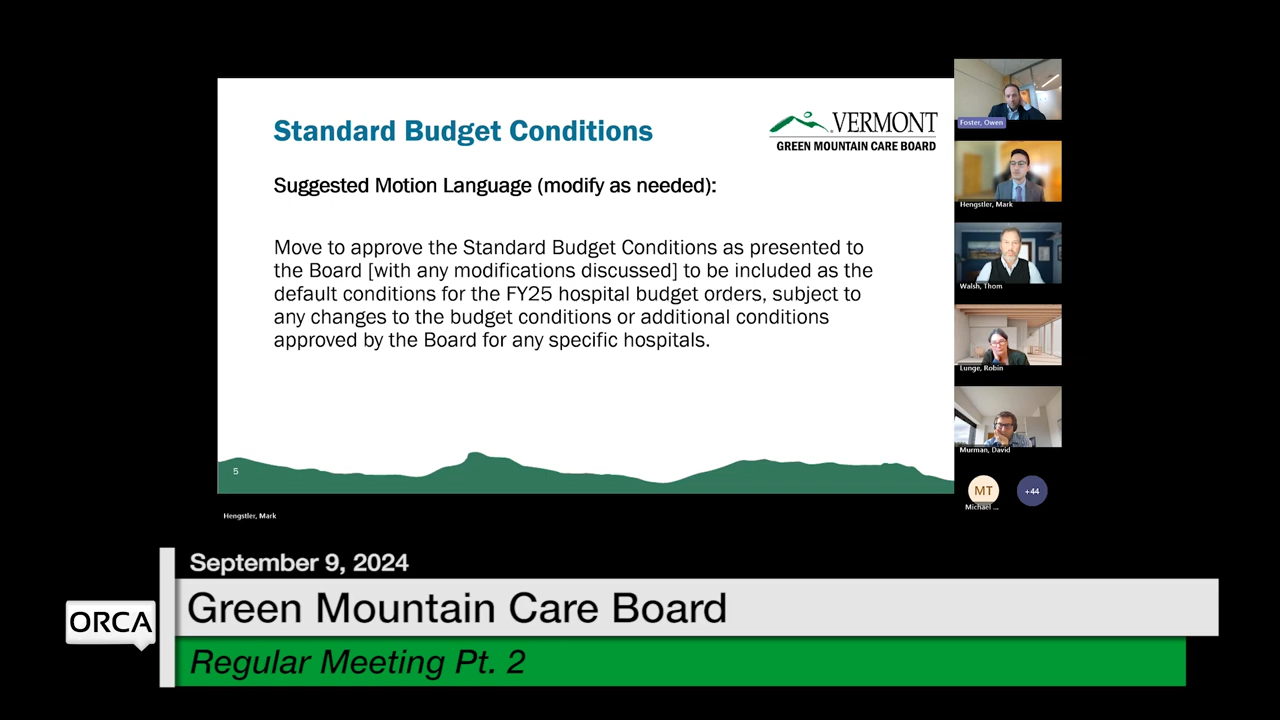 Standard Budget Conditions
VERMONT
GREEN MOUNTAIN CARE BOARD
Suggested Motion Language (modify as needed):
Move to approve the Standard Budget Conditions as presented to
the Board [with any modifications discussed] to be included as the
default conditions for the FY25 hospital budget orders, subject to
any changes to the budget conditions or additional conditions
approved by the Board for any specific hospitals.
5
Foster, Owen
Hengstler, Mark
Walsh, Thom
Lunge, Robin
Murman, David
MT
+44
Michael ...
Hengstler, Mark
September 9, 2024
ORCA
Green Mountain Care Board
Regular Meeting Pt. 2